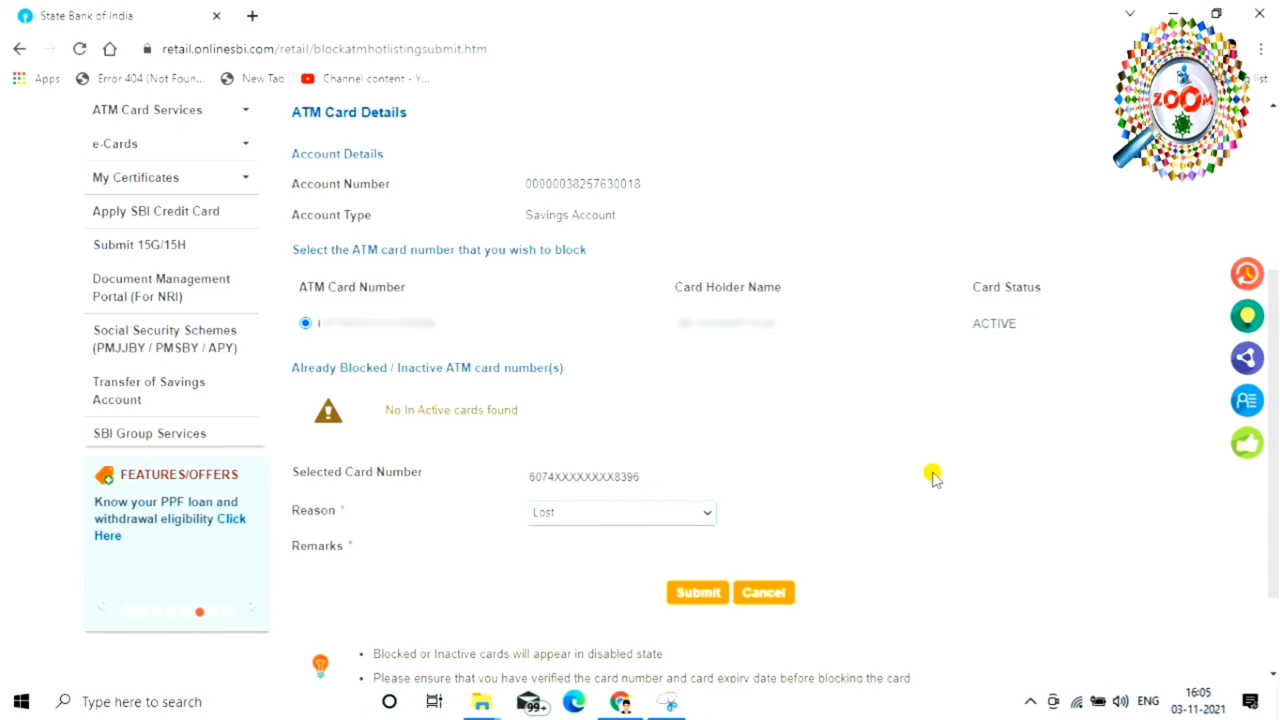 State Bank of India
retail.onlinesbi.com/retail/blockatmhotlistingsubmit.htm
Apps
Error 404 (Not Foun...
New Tab
Channel content - Y...
ZOOM
ATM Card Services
e-Cards
My Certificates
Apply SBI Credit Card
Submit 15G/15H
Document Management
Portal (For NRI)
Social Security Schemes
(PMJJBY / PMSBY / APY)
Transfer of Savings
Account
SBI Group Services
FEATURES/OFFERS
Know your PPF loan and
withdrawal eligibility Click
Here
ATM Card Details
Account Details
Account Number 00000038257630018
Account Type Savings Account
Select the ATM card number that you wish to block
ATM Card Number Card Holder Name Card Status
ACTIVE
Already Blocked / Inactive ATM card number(s)
No In Active cards found
Selected Card Number 6074XXXXXXXX8396
Reason * Lost
Remarks *
Submit Cancel
• Blocked or Inactive cards will appear in disabled state
• Please ensure that you have verified the card number and card expiry date before blocking the card
Type here to search
99+
ENG
16:05
03-11-2021